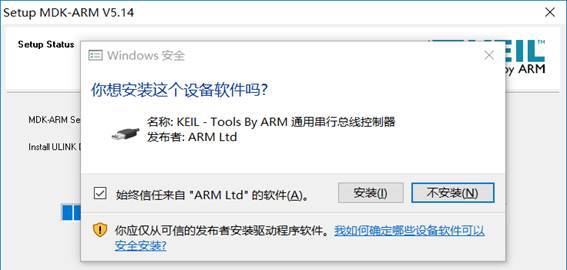 Setup MDK-ARM V5.14
Setup Status
KEIL™
by ARM
Windows 安全
你想安装这个设备软件吗?
名称: KEIL - Tools By ARM 通用串行总线控制器
发布者: ARM Ltd
MDK-ARM Se
Install ULINK
始终信任来自 "ARM Ltd" 的软件(A)。
安装(I)
不安装(N)
你应仅从可信的发布者安装驱动程序软件。我如何确定哪些设备软件可以
安全安装?